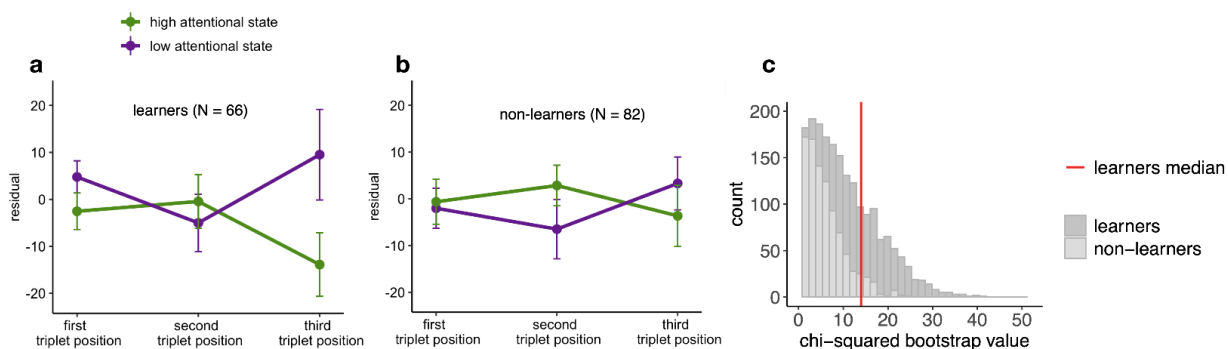 high attentional state
low attentional state
a
learners (N = 66)
residual
20
10
0
-10
-20
first
triplet position
second
triplet position
third
triplet position
b
non-learners (N = 82)
residual
20
10
0
-10
-20
first
triplet position
second
triplet position
third
triplet position
c
count
200
150
100
50
0
0 10 20 30 40 50
chi-squared bootstrap value
learners median
learners
non−learners